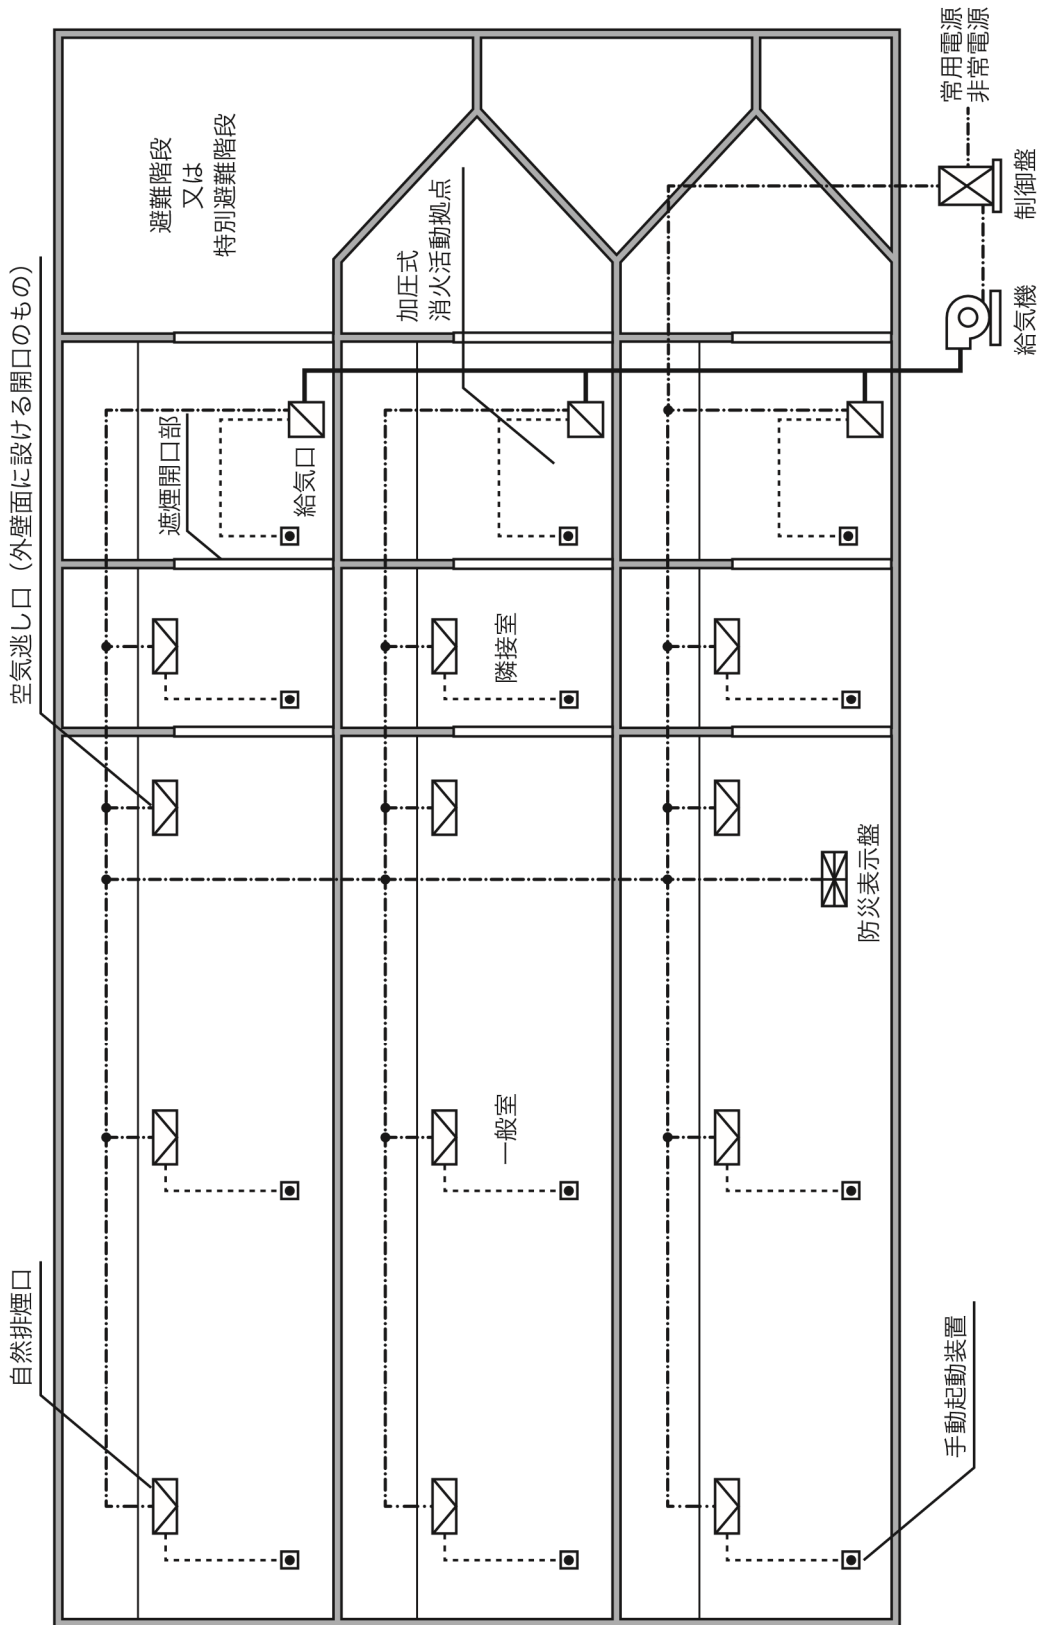 空気逃し口（外壁面に設ける開口のもの）
自然排煙口
避難階段
又は
特別避難階段
遮煙開口部
給気口
加圧式
消火活動拠点
隣接室
一般室
防災表示盤
手動起動装置
常用電源
非常電源
制御盤
給気機